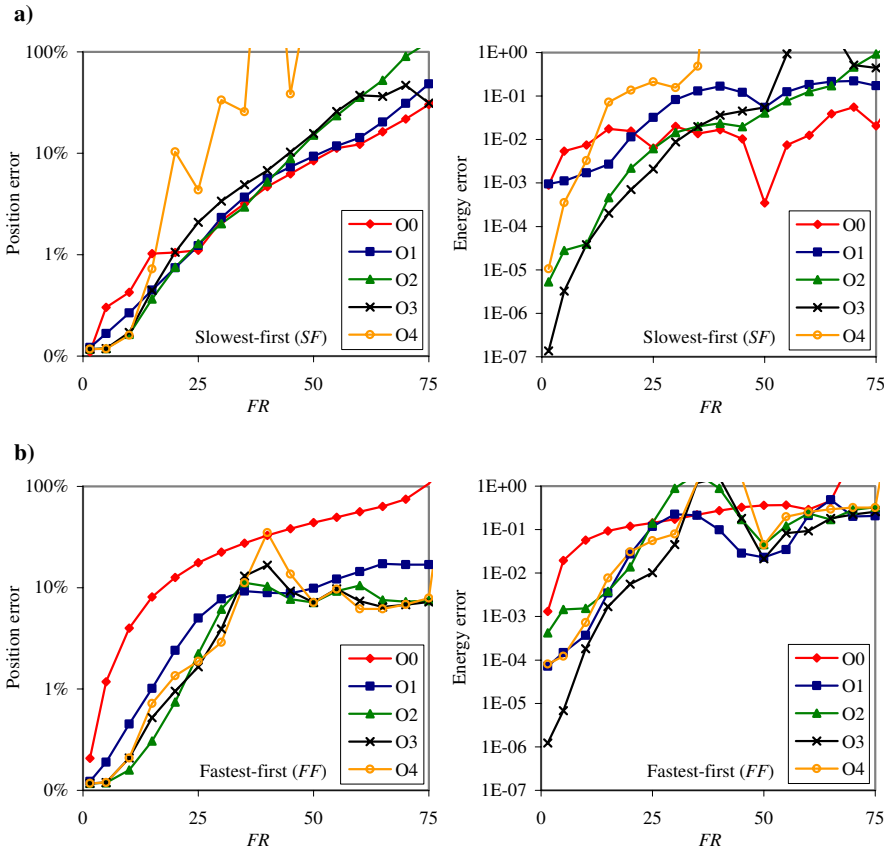 a)
100%
10%
1%
0%
Position error
0
25
50
75
FR
Slowest-first (SF)
O0
O1
O2
O3
O4
1E+00
1E-01
1E-02
1E-03
1E-04
1E-05
1E-06
1E-07
Energy error
0
25
50
75
FR
Slowest-first (SF)
O0
O1
O2
O3
O4
b)
100%
10%
1%
0%
Position error
0
25
50
75
FR
Fastest-first (FF)
O0
O1
O2
O3
O4
1E+00
1E-01
1E-02
1E-03
1E-04
1E-05
1E-06
1E-07
Energy error
0
25
50
75
FR
Fastest-first (FF)
O0
O1
O2
O3
O4